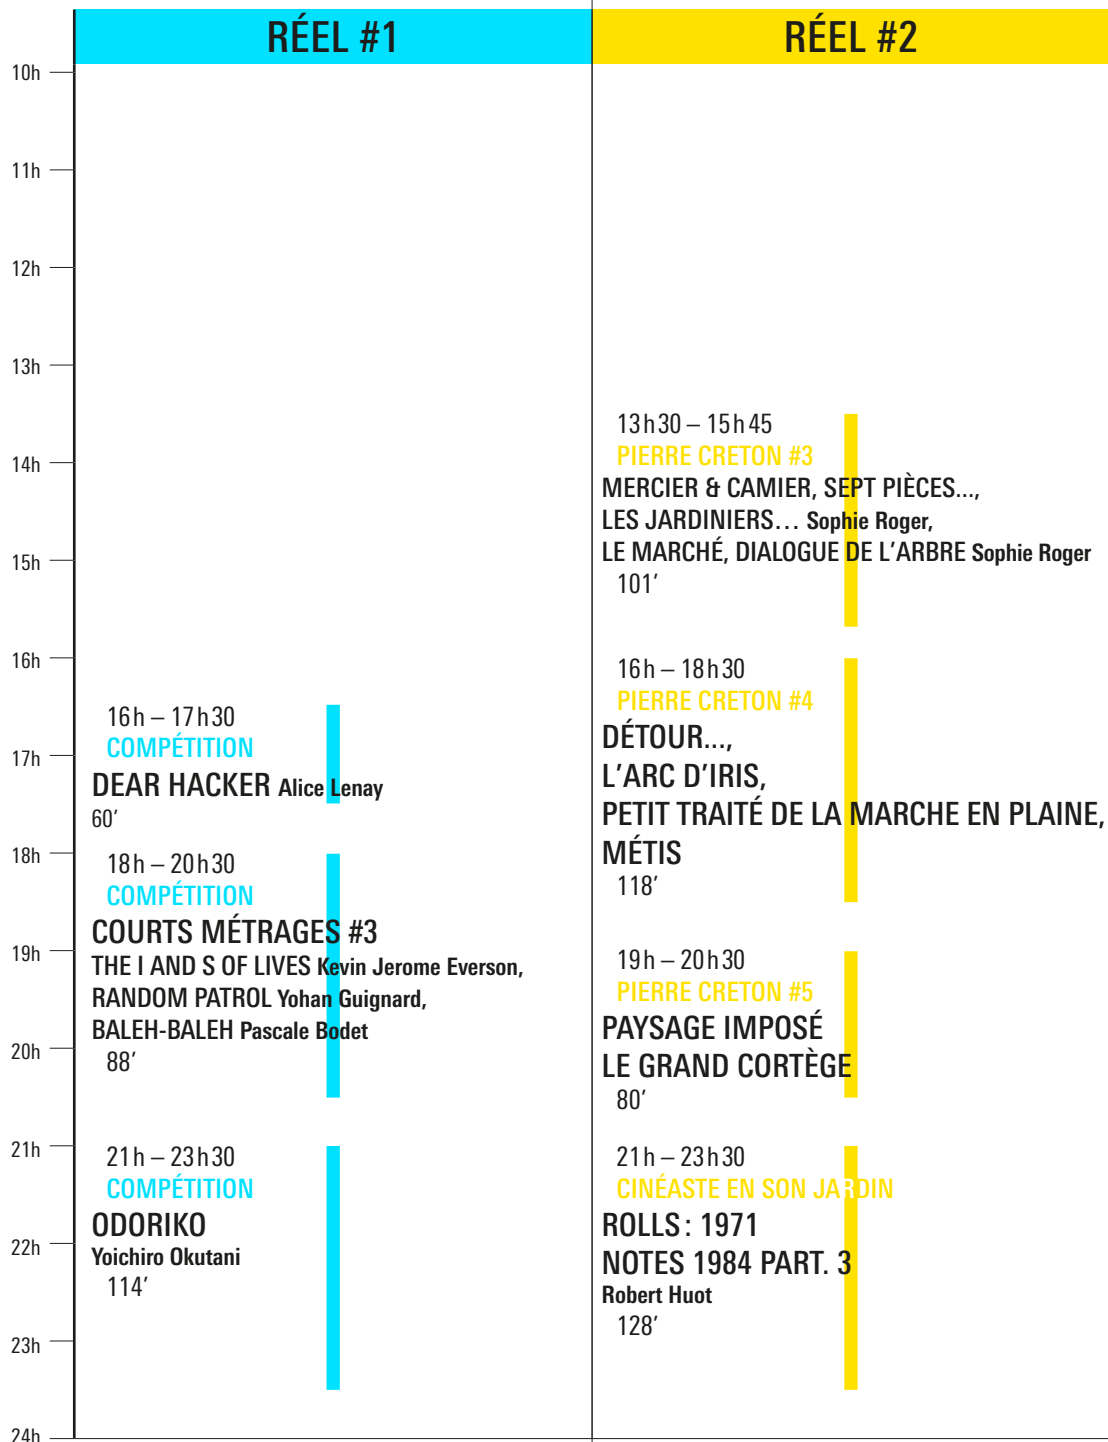 RÉEL #1
RÉEL #2
10h
11h
12h
13h
14h
15h
16h
17h
18h
19h
20h
21h
22h
23h
24h
16h – 17h30
COMPÉTITION
DEAR HACKER Alice Lenay
60’
18h – 20h30
COMPÉTITION
COURTS MÉTRAGES #3
THE I AND S OF LIVES Kevin Jerome Everson,
RANDOM PATROL Yohan Guignard,
BALEH-BALEH Pascale Bodet
88’
21h – 23h30
COMPÉTITION
ODORIKO
Yoichiro Okutani
114’
13h30 – 15h45
PIERRE CRETON #3
MERCIER & CAMIER, SEPT PIÈCES...,
LES JARDINIERS... Sophie Roger,
LE MARCHÉ, DIALOGUE DE L’ARBRE Sophie Roger
101’
16h – 18h30
PIERRE CRETON #4
DÉTOUR...,
L’ARC D’IRIS,
PETIT TRAITÉ DE LA MARCHE EN PLAINE,
MÉTIS
118’
19h – 20h30
PIERRE CRETON #5
PAYSAGE IMPOSÉ
LE GRAND CORTÈGE
80’
21h – 23h30
CINÉASTE EN SON JARDIN
ROLLS : 1971
NOTES 1984 PART. 3
Robert Huot
128’